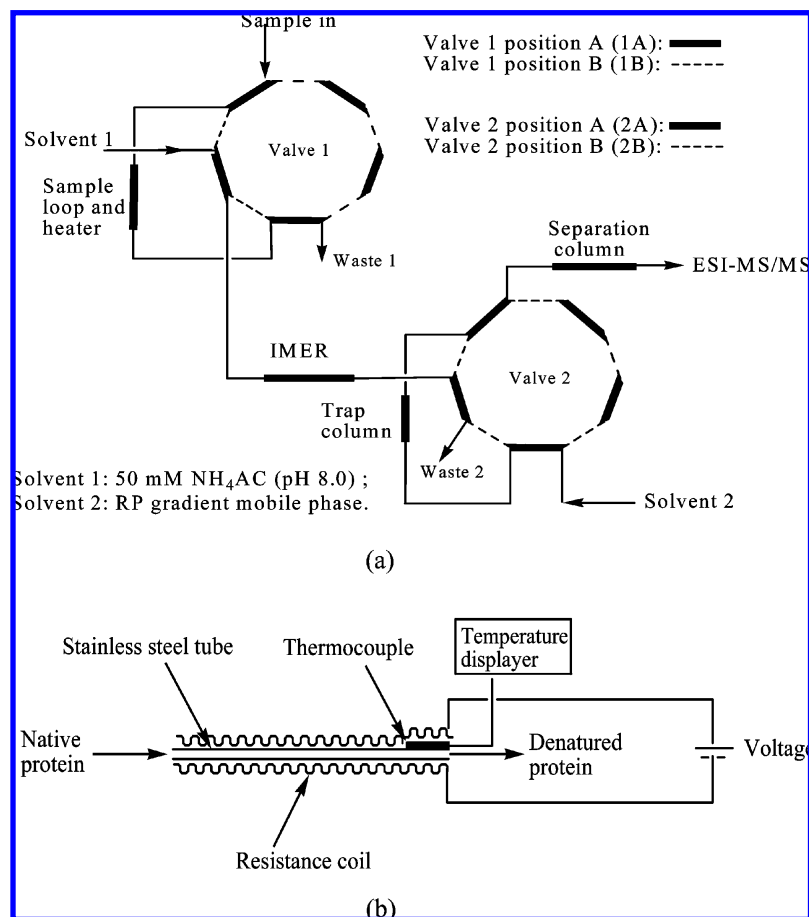 Sample in
Valve 1 position A (1A):
Valve 1 position B (1B):
Valve 2 position A (2A):
Valve 2 position B (2B):
Solvent 1
Valve 1
Sample
loop and
heater
Waste 1
Separation
column
ESI-MS/MS
IMER
Valve 2
Trap
column
Waste 2
Solvent 1: 50 mM NH₄AC (pH 8.0) ;
Solvent 2: RP gradient mobile phase.
Solvent 2
(a)
Temperature
displayer
Stainless steel tube
Thermocouple
Native
protein
Denatured
protein
Voltage
Resistance coil
(b)